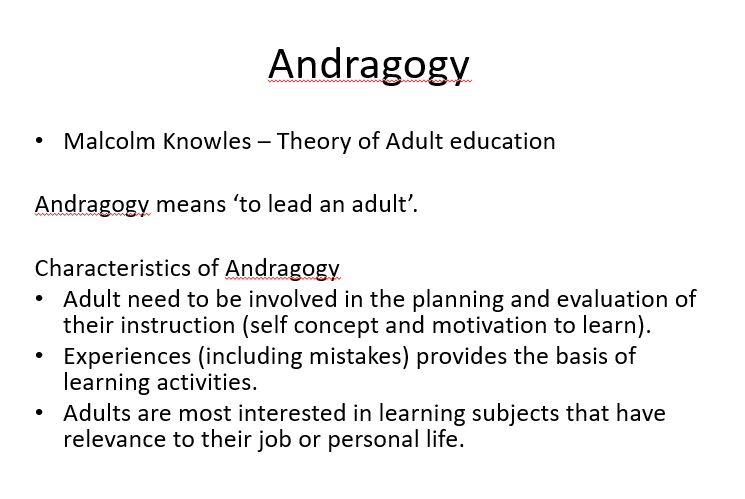 Andragogy
• Malcolm Knowles – Theory of Adult education
Andragogy means ‘to lead an adult’.
Characteristics of Andragogy
• Adult need to be involved in the planning and evaluation of
their instruction (self concept and motivation to learn).
• Experiences (including mistakes) provides the basis of
learning activities.
• Adults are most interested in learning subjects that have
relevance to their job or personal life.